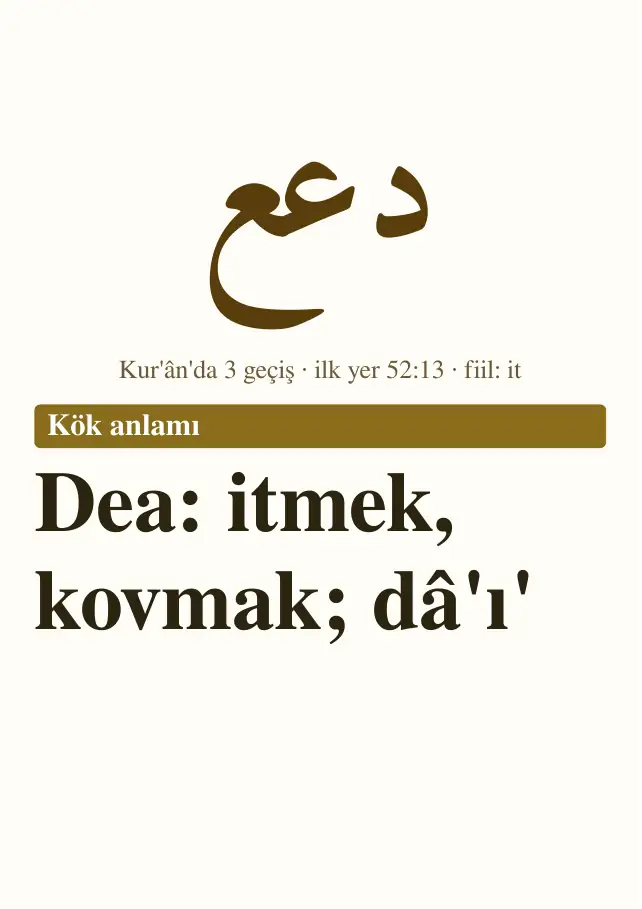 دعع
Kur'ân'da 3 geçiş · ilk yer 52:13 · fiil: it
Kök anlamı
Dea: itmek,
kovmak; dâ'ı'